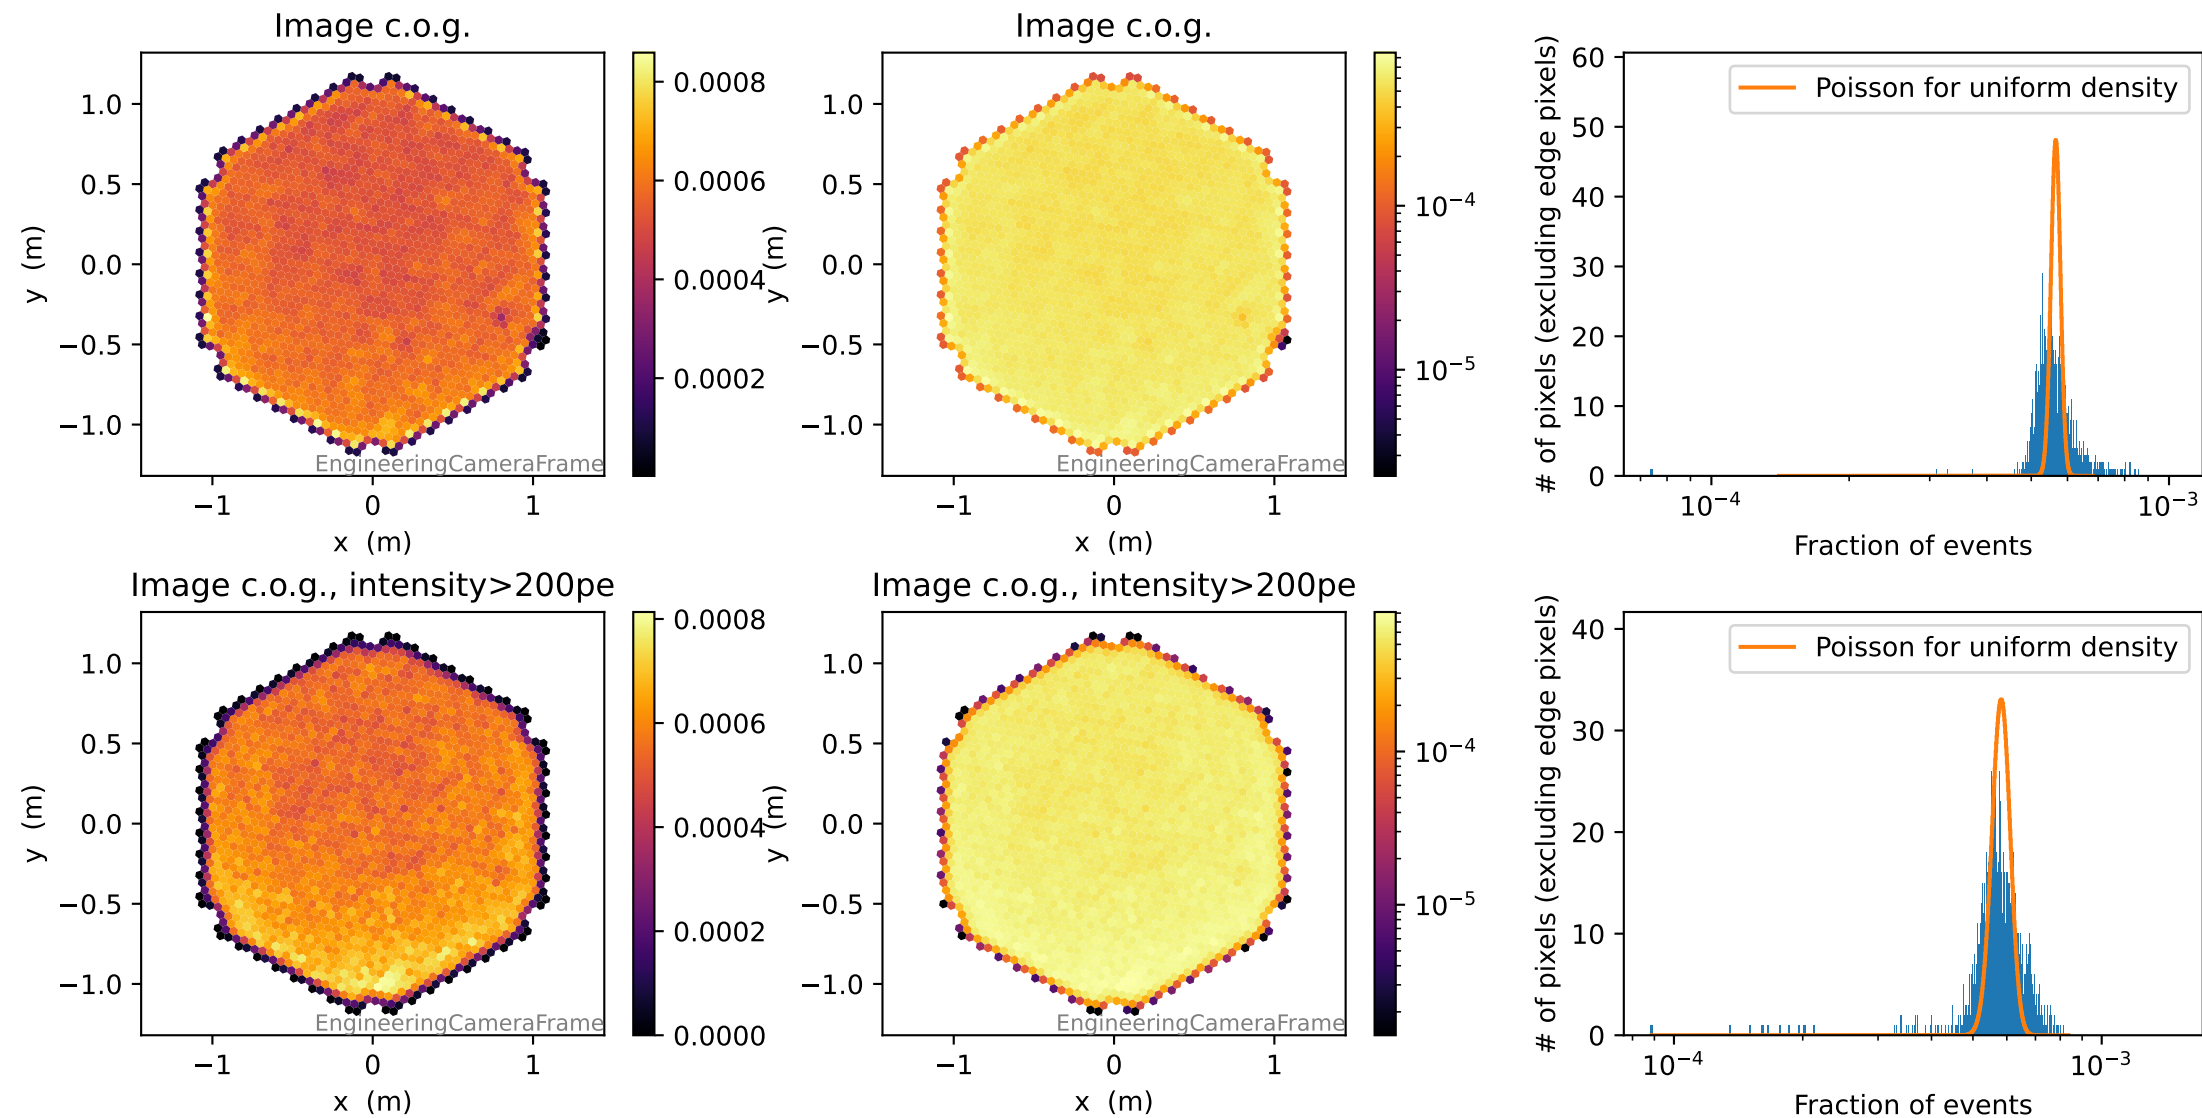 Image c.o.g.
1.0
0.5
0.0
−0.5
−1.0
y (m)
−1
0
1
x (m)
EngineeringCameraFrame
0.0008
0.0006
0.0004
0.0002
Image c.o.g.
1.0
0.5
0.0
−0.5
−1.0
y (m)
−1
0
1
x (m)
EngineeringCameraFrame
10⁻⁴
10⁻⁵
# of pixels (excluding edge pixels)
60
50
40
30
20
10
0
Poisson for uniform density
10⁻⁴
10⁻³
Fraction of events
Image c.o.g., intensity>200pe
1.0
0.5
0.0
−0.5
−1.0
y (m)
−1
0
1
x (m)
EngineeringCameraFrame
0.0008
0.0006
0.0004
0.0002
0.0000
Image c.o.g., intensity>200pe
1.0
0.5
0.0
−0.5
−1.0
y (m)
−1
0
1
x (m)
EngineeringCameraFrame
10⁻⁴
10⁻⁵
# of pixels (excluding edge pixels)
40
30
20
10
0
Poisson for uniform density
10⁻⁴
10⁻³
Fraction of events